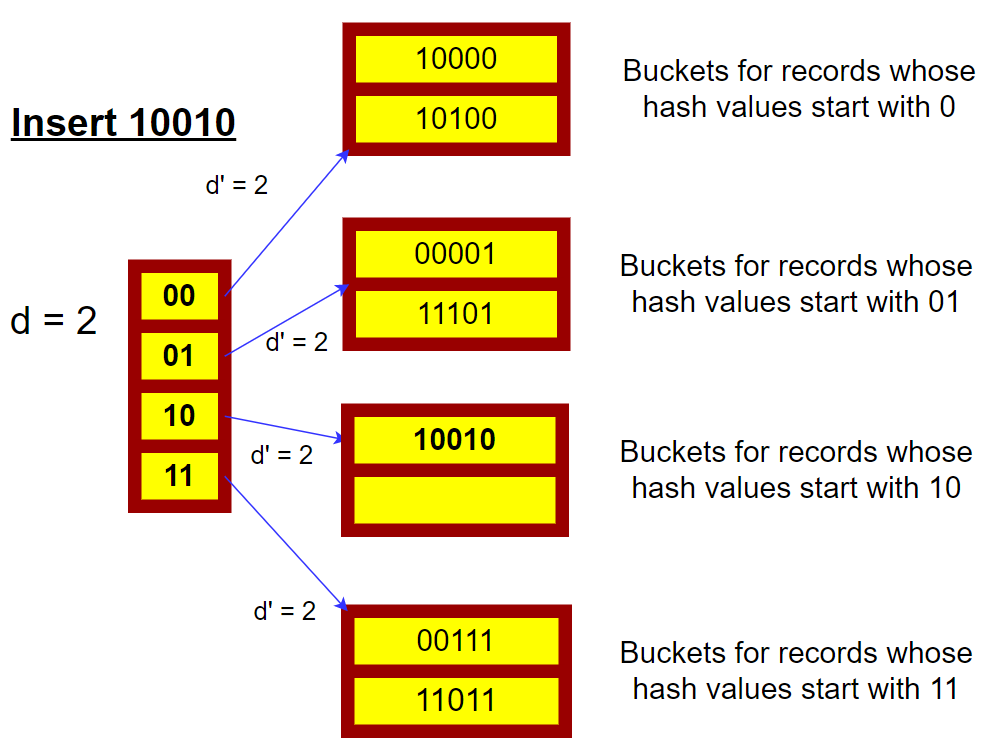 Insert 10010
d = 2
00
01
10
11
d' = 2
d' = 2
d' = 2
d' = 2
10000
10100
Buckets for records whose
hash values start with 0
00001
11101
Buckets for records whose
hash values start with 01
10010
Buckets for records whose
hash values start with 10
00111
11011
Buckets for records whose
hash values start with 11